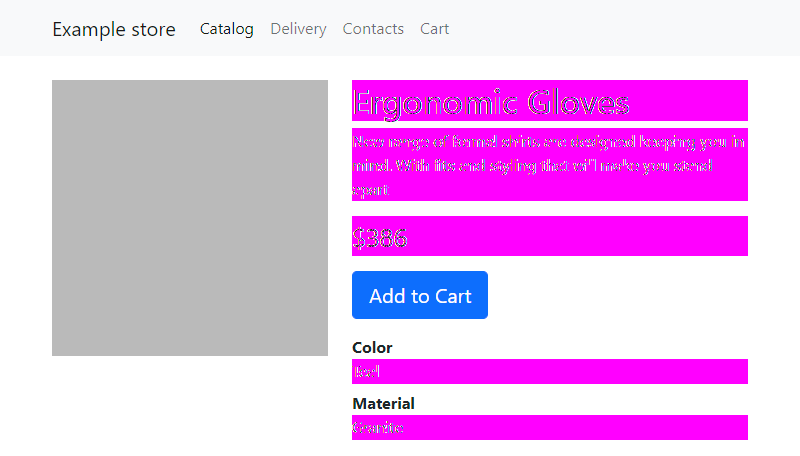 Example store Catalog Delivery Contacts Cart
Ergonomic Gloves
New range of formal shirts are designed keeping you in
mind. With fits and styling that will make you stand
apart
$386
Add to Cart
Color
Material
Granite